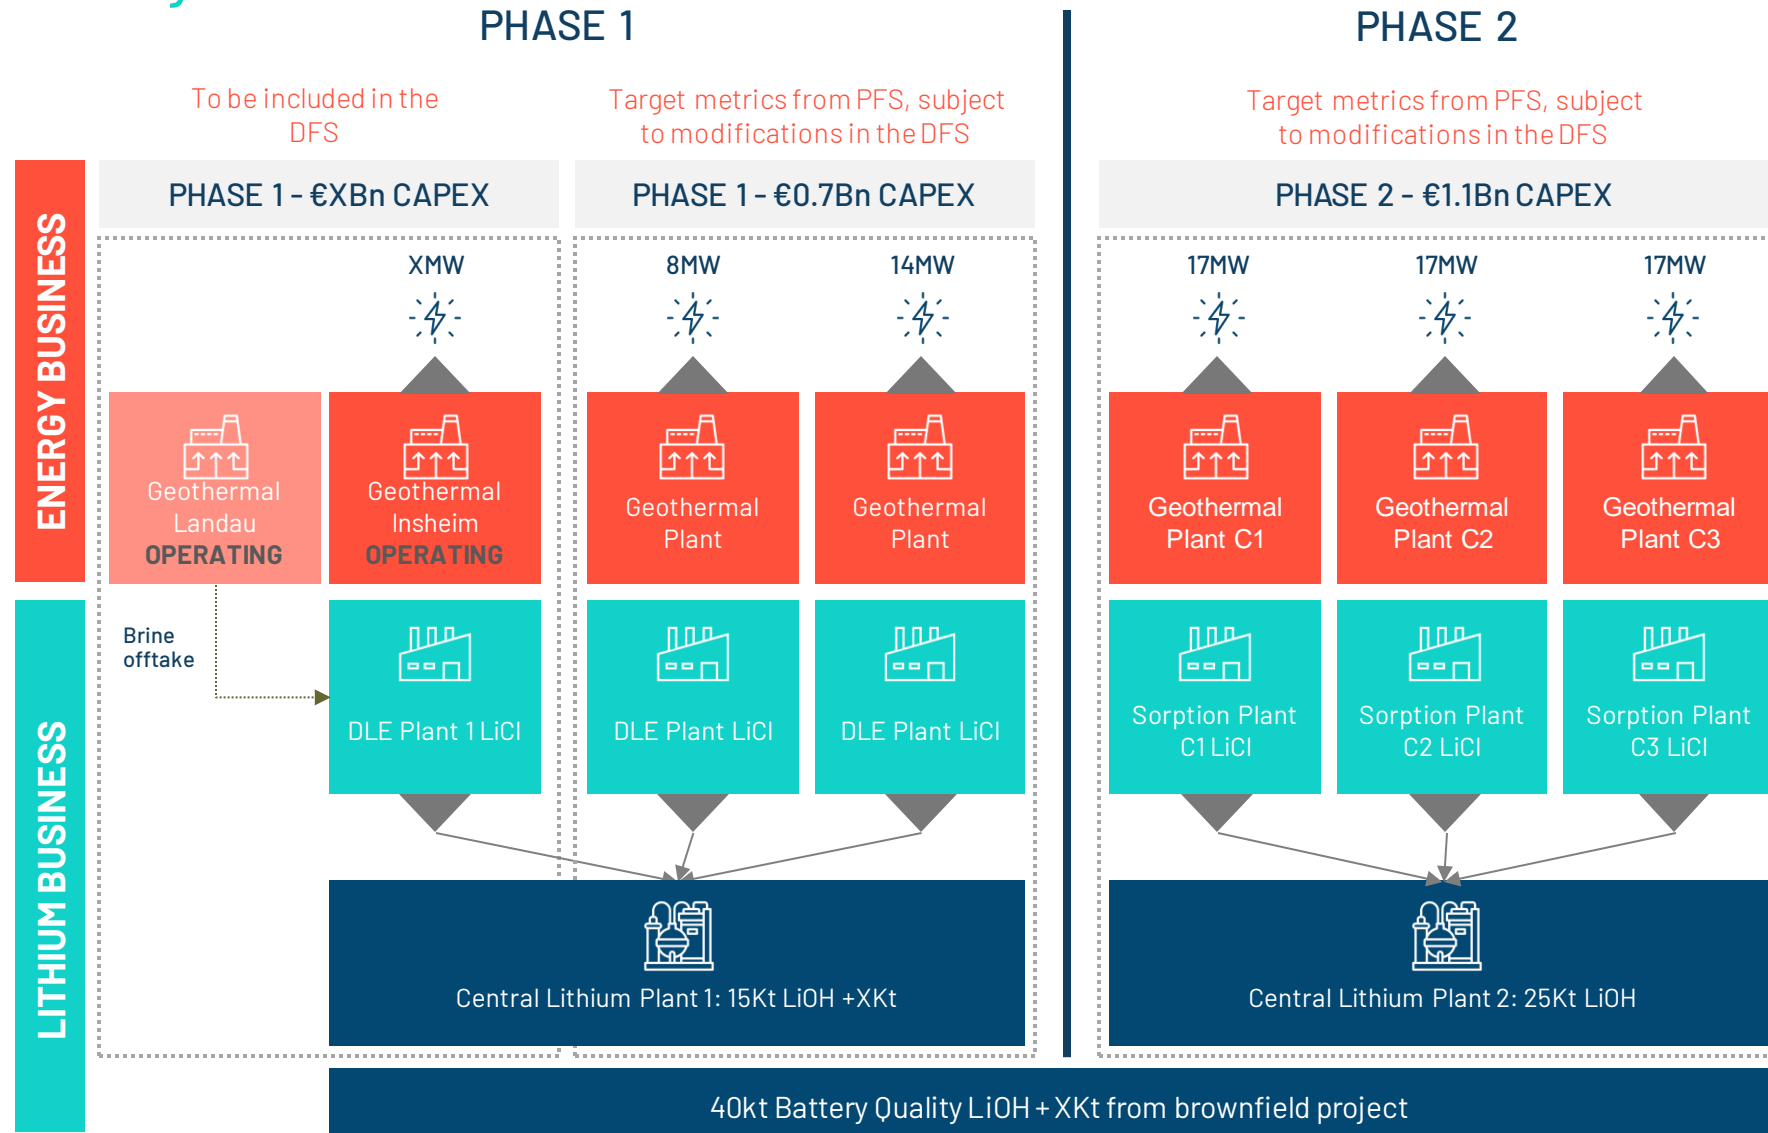 PHASE 1
PHASE 2
To be included in the
DFS
Target metrics from PFS, subject
to modifications in the DFS
Target metrics from PFS, subject
to modifications in the DFS
ENERGY BUSINESS
PHASE 1 - €XBn CAPEX
PHASE 1 - €0.7Bn CAPEX
PHASE 2 - €1.1Bn CAPEX
XMW
8MW
14MW
17MW
17MW
17MW
Geothermal
Landau
OPERATING
Geothermal
Insheim
OPERATING
Geothermal
Plant
Geothermal
Plant
Geothermal
Plant C1
Geothermal
Plant C2
Geothermal
Plant C3
LITHIUM BUSINESS
Brine
offtake
DLE Plant 1 LiCl
DLE Plant LiCl
DLE Plant LiCl
Sorption Plant
C1 LiCl
Sorption Plant
C2 LiCl
Sorption Plant
C3 LiCl
Central Lithium Plant 1: 15Kt LiOH +XKt
Central Lithium Plant 2: 25Kt LiOH
40kt Battery Quality LiOH + XKt from brownfield project